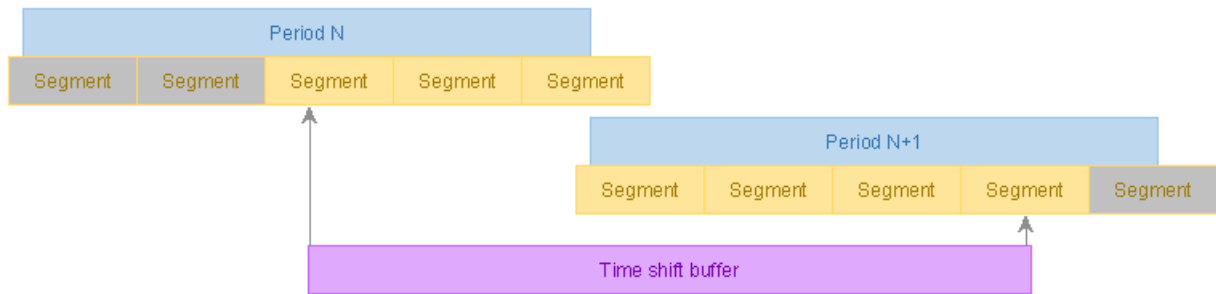 Period N
Segment Segment Segment Segment Segment
Period N+1
Segment Segment Segment Segment Segment
Time shift buffer